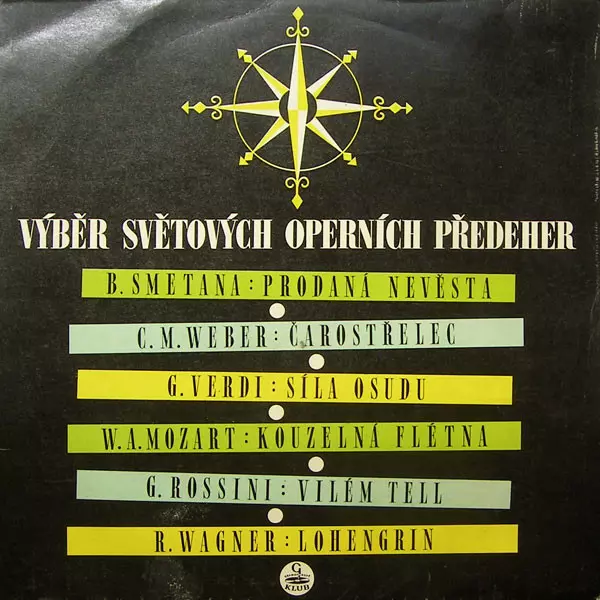 VÝBĚR SVĚTOVÝCH OPERNÍCH PŘEDEHER
B. SMETANA: PRODANÁ NEVĚSTA
C. M. WEBER: ČAROSTŘELEC
G. VERDI: SÍLA OSUDU
W. A. MOZART: KOUZELNÁ FLÉTNA
G. ROSSINI: VILÉM TELL
R. WAGNER: LOHENGRIN
G
KLUB